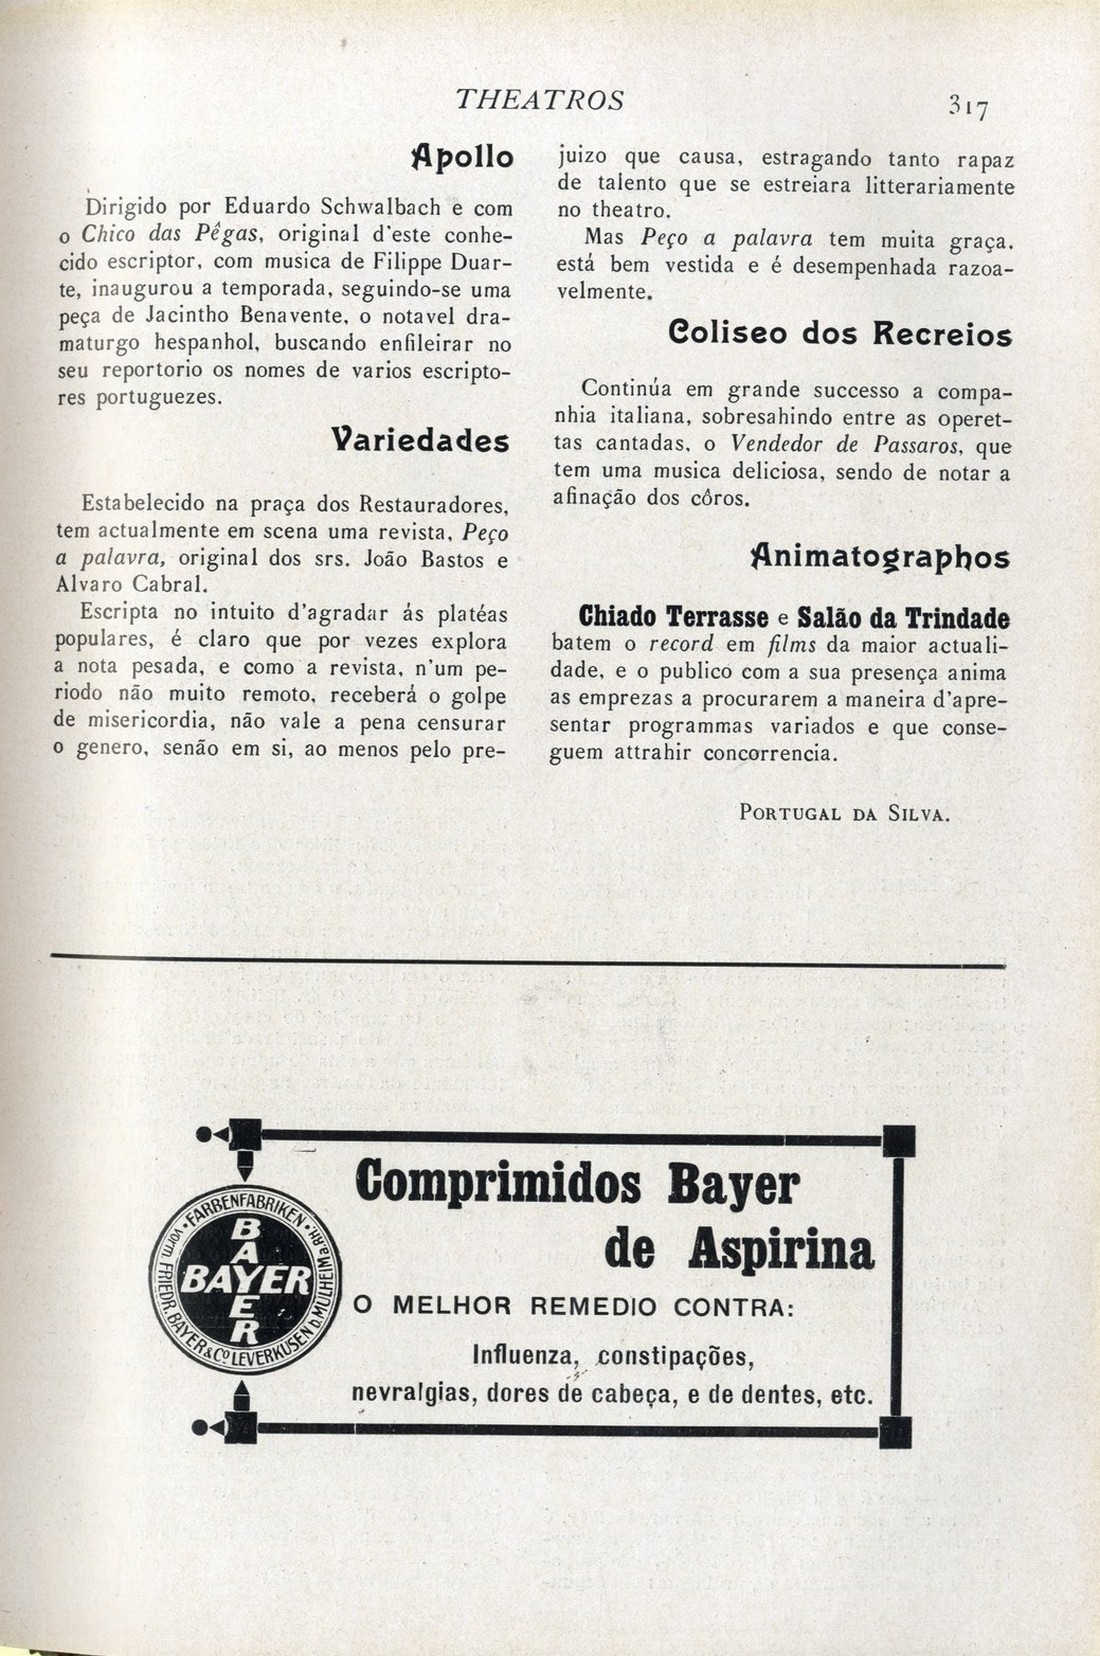 THEATROS
317
Apollo
Dirigido por Eduardo Schwalbach e com
o Chico das Pêgas, original d'este conhe-
cido escriptor, com musica de Filippe Duar-
te, inaugurou a temporada, seguindo-se uma
peça de Jacintho Benavente, o notavel dra-
maturgo hespanhol, buscando enfileirar no
seu reportorio os nomes de varios escripto-
res portuguezes.
Variedades
Estabelecido na praça dos Restauradores,
tem actualmente em scena uma revista, Peço
a palavra, original dos srs. João Bastos e
Alvaro Cabral.
Escripta no intuito d'agradar ás platéas
populares, é claro que por vezes explora
a nota pesada, e como a revista, n'um pe-
riodo não muito remoto, receberá o golpe
de misericordia, não vale a pena censurar
o genero, senão em si, ao menos pelo pre-
juizo que causa, estragando tanto rapaz
de talento que se estreiara litterariamente
no theatro.
Mas Peço a palavra tem muita graça,
está bem vestida e é desempenhada razoa-
velmente.
Coliseo dos Recreios
Continúa em grande successo a compa-
nhia italiana, sobresahindo entre as operet-
tas cantadas, o Vendedor de Passaros, que
tem uma musica deliciosa, sendo de notar a
afinação dos côros.
Animatographos
Chiado Terrasse e Salão da Trindade
batem o record em films da maior actuali-
dade, e o publico com a sua presença anima
as emprezas a procurarem a maneira d'apre-
sentar programmas variados e que conse-
guem attrahir concorrencia.
PORTUGAL DA SILVA.
Comprimidos Bayer
de Aspirina
O MELHOR REMEDIO CONTRA:
Influenza, constipações,
nevralgias, dores de cabeça, e de dentes, etc.
FARBENFABRIKEN
vorm. FRIEDR. BAYER & Co LEVERKUSEN b. MÜLHEIM a. RH.
BAYER
BAYER